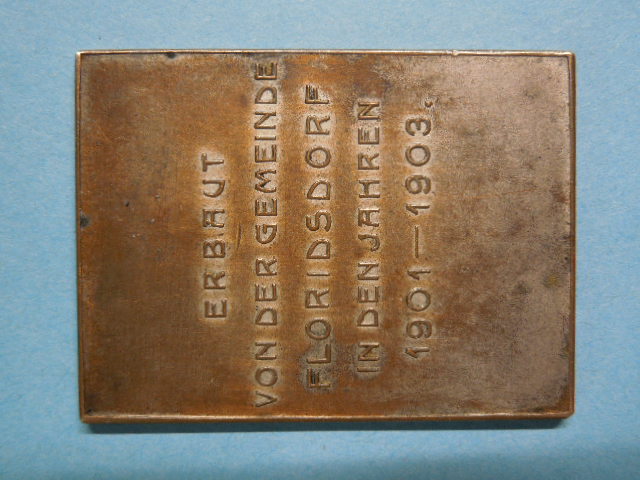 ERBAUT
VON DER GEMEINDE
FLORIDSDORF
IN DEN JAHREN
1901—1903.